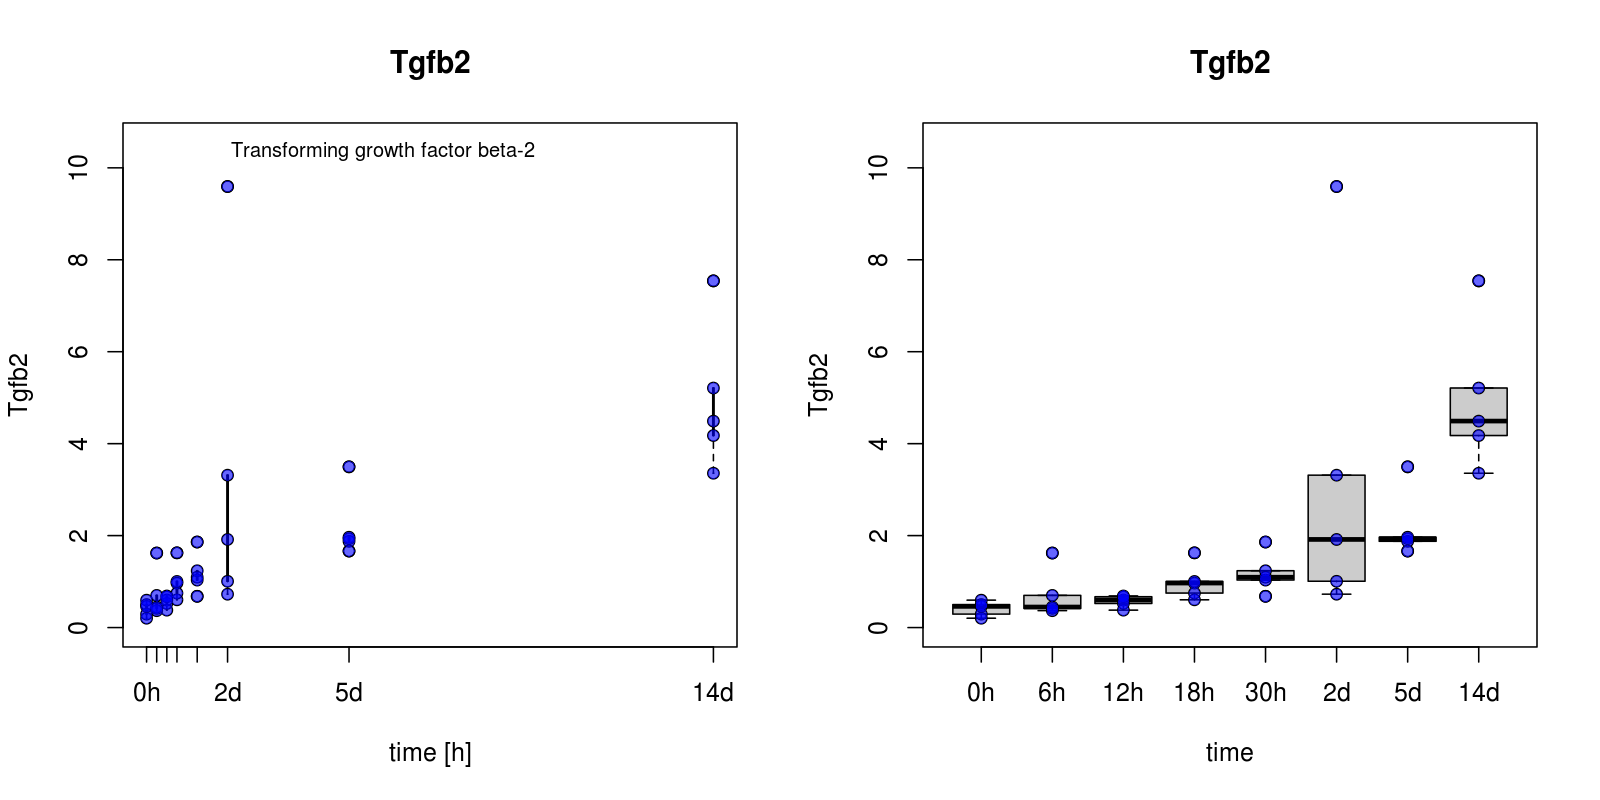 Tgfb2
Transforming growth factor beta-2
Tgfb2
10
8
6
4
2
0
0h 2d 5d 14d
time [h]
Tgfb2
Tgfb2
10
8
6
4
2
0
0h 6h 12h 18h 30h 2d 5d 14d
time